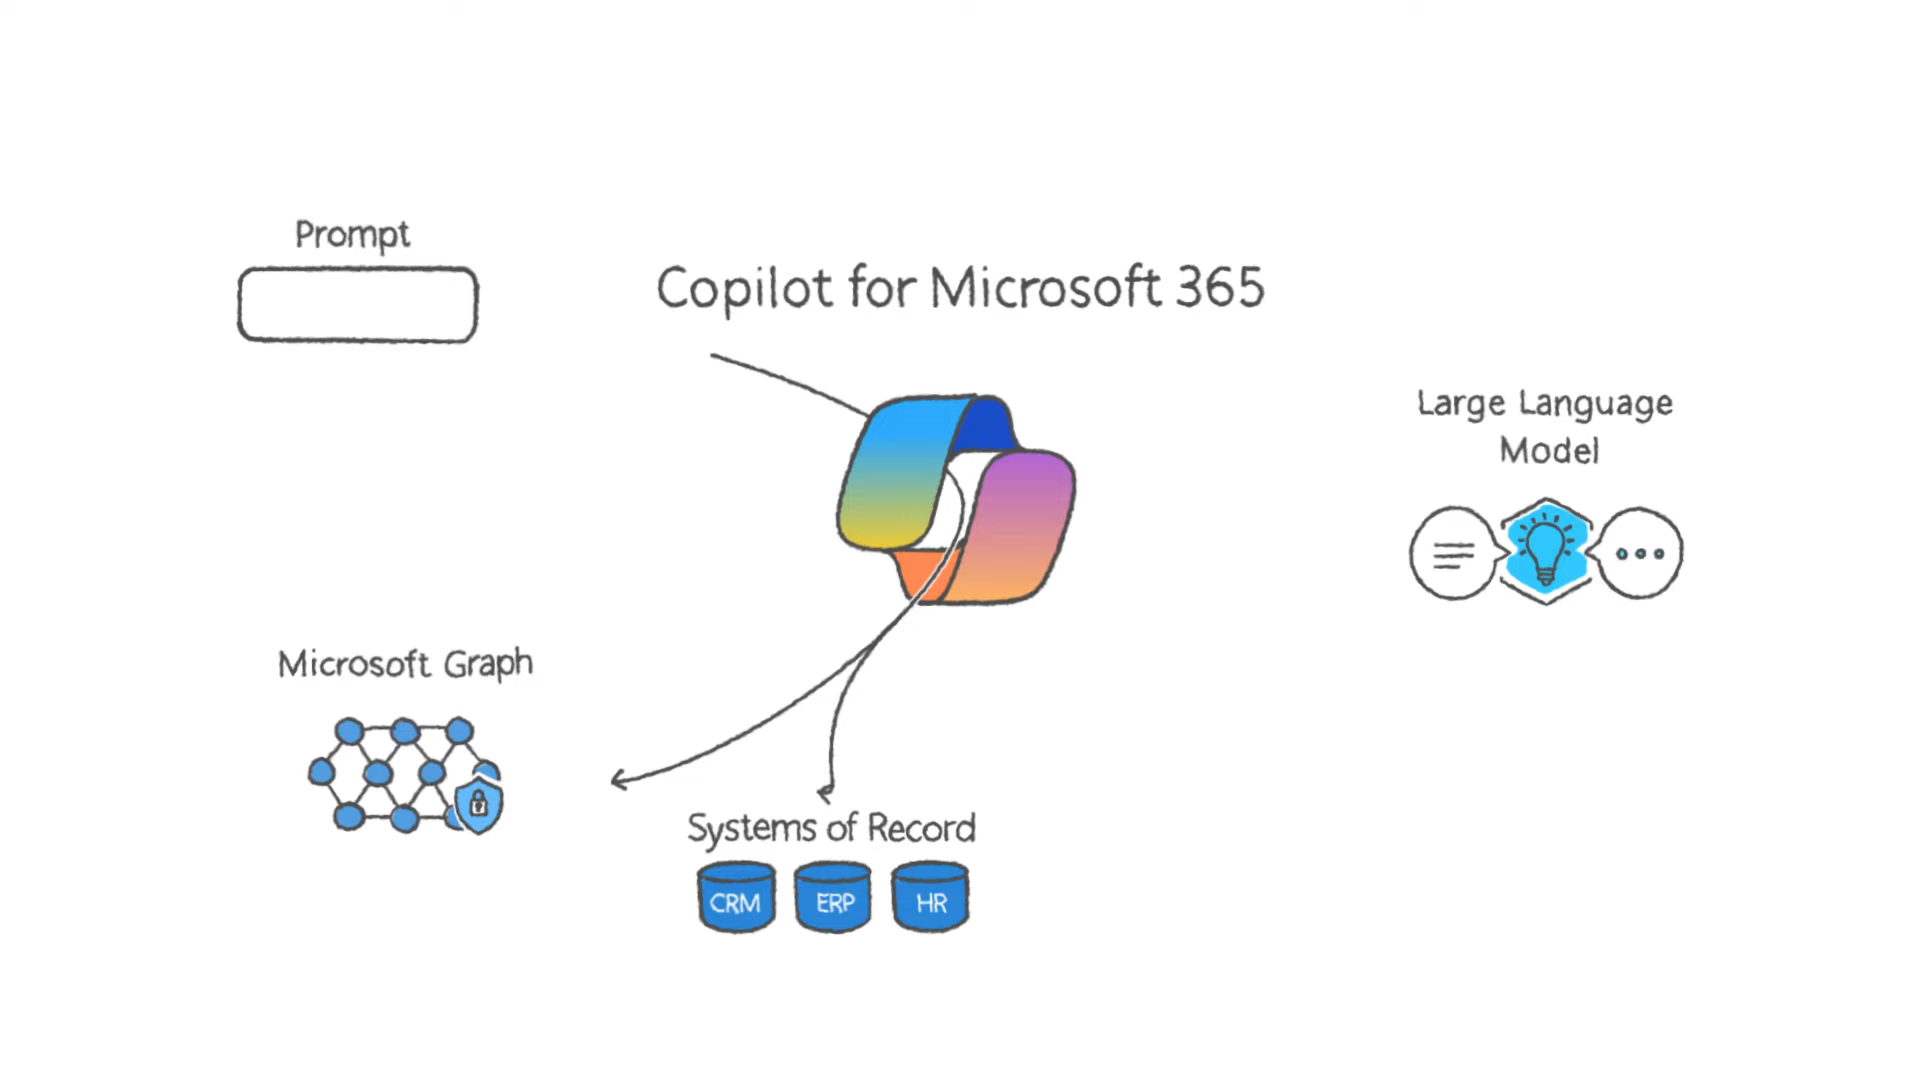 Prompt
Copilot for Microsoft 365
Large Language
Model
Microsoft Graph
Systems of Record
CRM
ERP
HR